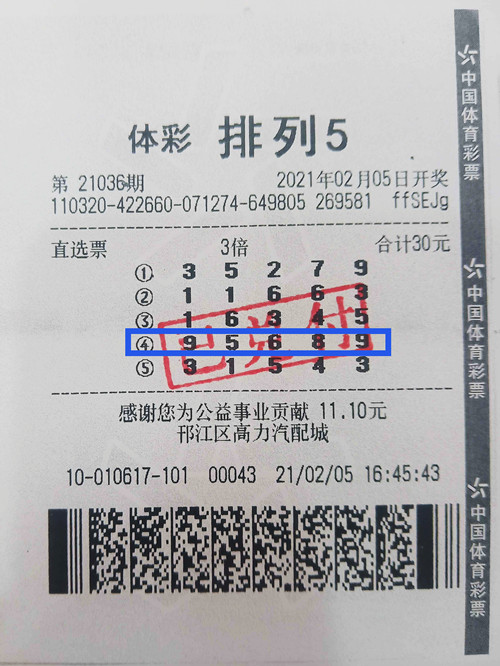 体彩 排列5
第 21036期 2021年02月05日开奖
110320-422660-071274-649805 269581 ffSEJg
直选票 3倍 合计30元
① 3 5 2 7 9
② 1 1 6 6 3
③ 1 6 3 4 5
④ 9 5 6 8 9
⑤ 3 1 5 4 3
已兑付
感谢您为公益事业贡献 11.10元
邗江区高力汽配城
10-010617-101 00043 21/02/05 16:45:43
中国体育彩票
中国体育彩票
中国体育彩票